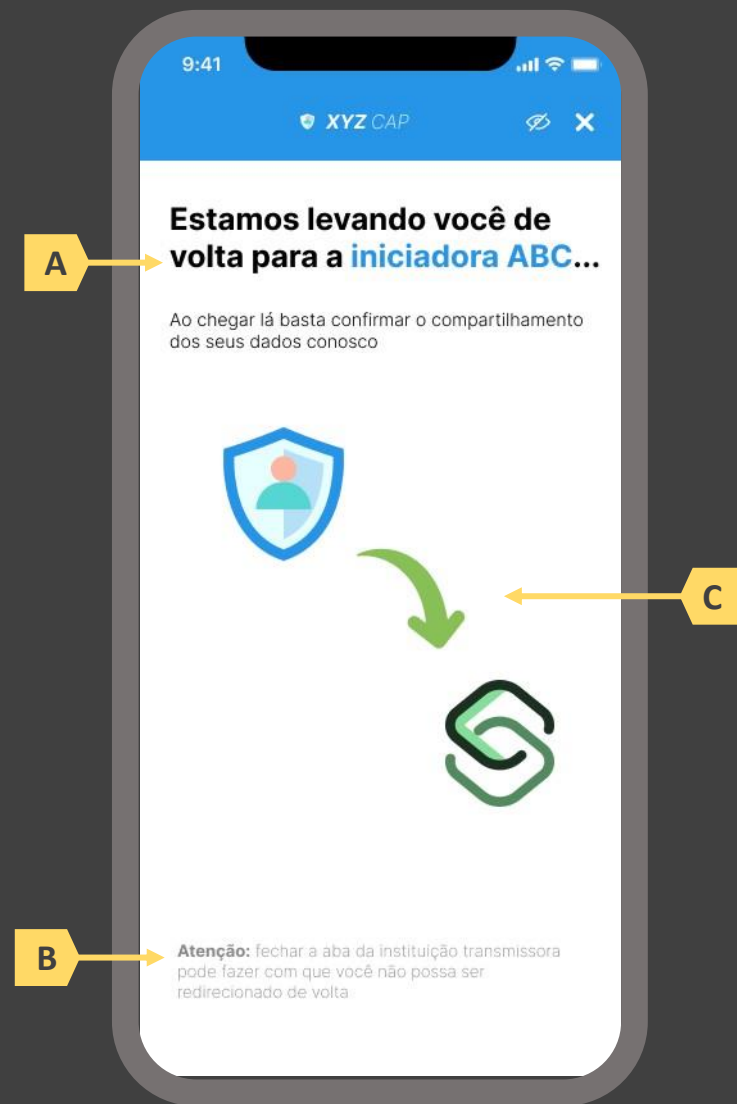 9:41
XYZ CAP
Estamos levando você de
A
volta para a iniciadora ABC...
Ao chegar lá basta confirmar o compartilhamento
dos seus dados conosco
C
B
Atenção: fechar a aba da instituição transmissora
pode fazer com que você não possa ser
redirecionado de volta